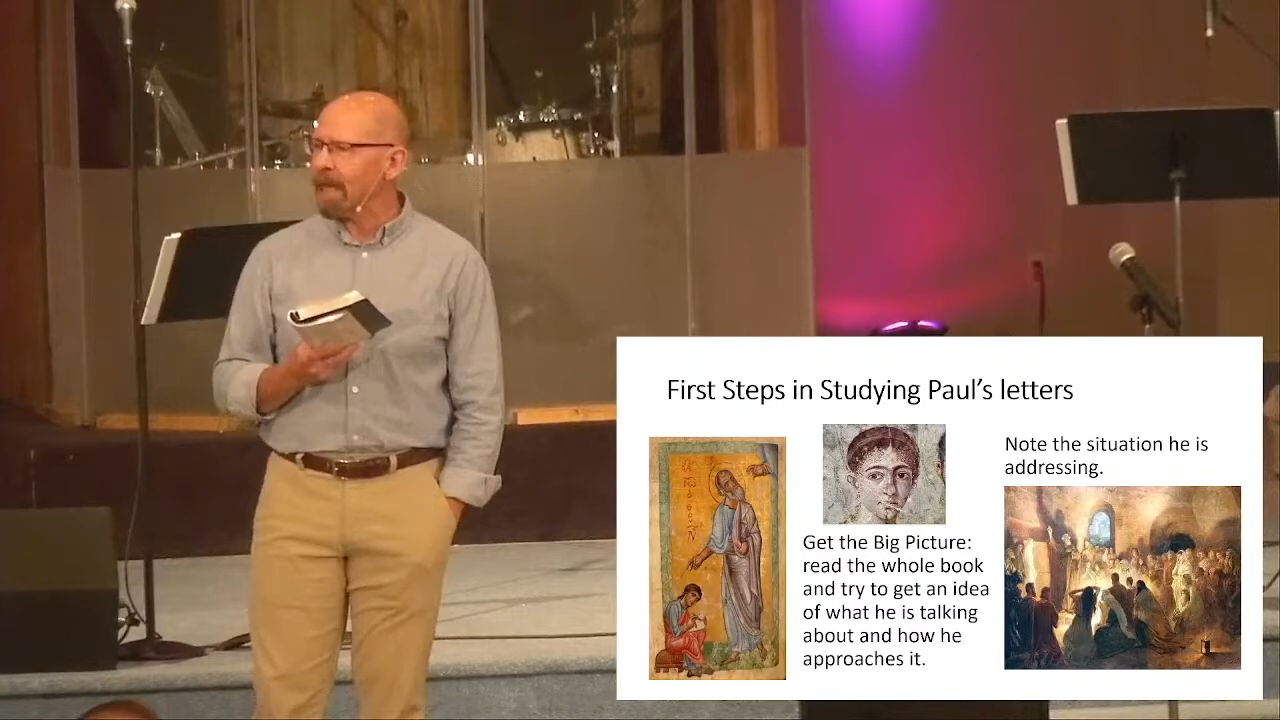 First Steps in Studying Paul's letters
Get the Big Picture:
read the whole book
and try to get an idea
of what he is talking
about and how he
approaches it.
Note the situation he is
addressing.